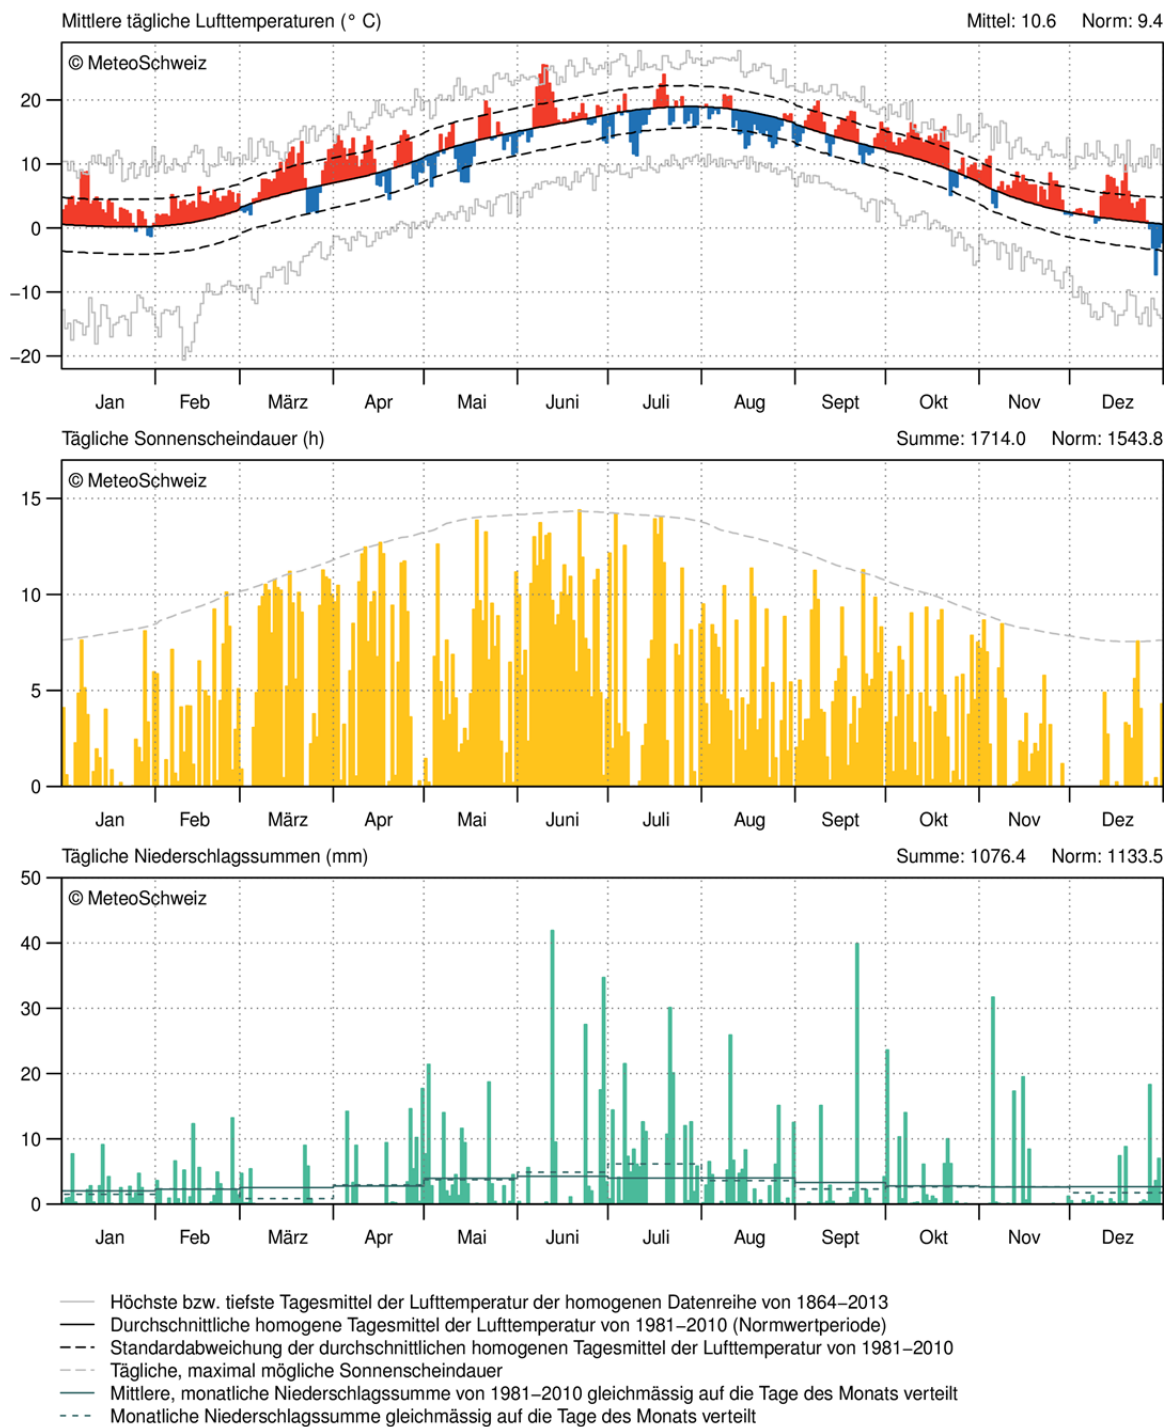 Mittlere tägliche Lufttemperaturen (° C) Mittel: 10.6 Norm: 9.4
© MeteoSchweiz
20
10
0
−10
−20
Jan Feb März Apr Mai Juni Juli Aug Sept Okt Nov Dez
Tägliche Sonnenscheindauer (h) Summe: 1714.0 Norm: 1543.8
© MeteoSchweiz
15
10
5
0
Jan Feb März Apr Mai Juni Juli Aug Sept Okt Nov Dez
Tägliche Niederschlagssummen (mm) Summe: 1076.4 Norm: 1133.5
50
© MeteoSchweiz
40
30
20
10
0
Jan Feb März Apr Mai Juni Juli Aug Sept Okt Nov Dez
Höchste bzw. tiefste Tagesmittel der Lufttemperatur der homogenen Datenreihe von 1864−2013
Durchschnittliche homogene Tagesmittel der Lufttemperatur von 1981−2010 (Normwertperiode)
Standardabweichung der durchschnittlichen homogenen Tagesmittel der Lufttemperatur von 1981−2010
Tägliche, maximal mögliche Sonnenscheindauer
Mittlere, monatliche Niederschlagssumme von 1981−2010 gleichmässig auf die Tage des Monats verteilt
Monatliche Niederschlagssumme gleichmässig auf die Tage des Monats verteilt